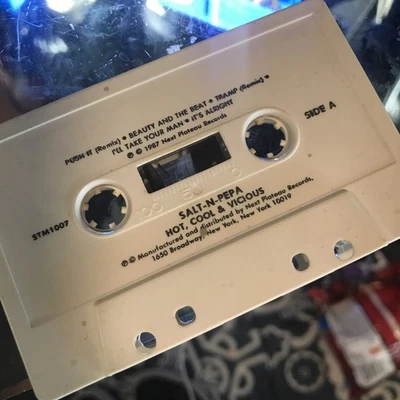 PUSH IT (Remix) • BEAUTY AND THE BEAT • TRAMP (Remix) •
I'LL TAKE YOUR MAN • IT'S ALRIGHT
℗ © 1987 Next Plateau Records
SIDE A
STM1007
SALT-N-PEPA
HOT, COOL & VICIOUS
℗ © Manufactured and distributed by Next Plateau Records,
1650 Broadway, New York, New York 10019